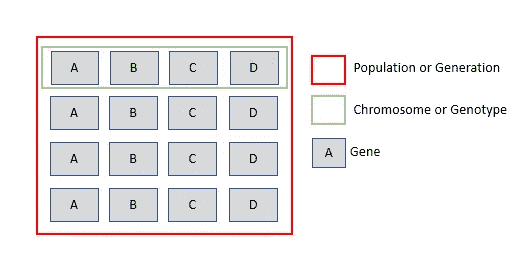 A B C D
A B C D
A B C D
A B C D
Population or Generation
Chromosome or Genotype
A Gene